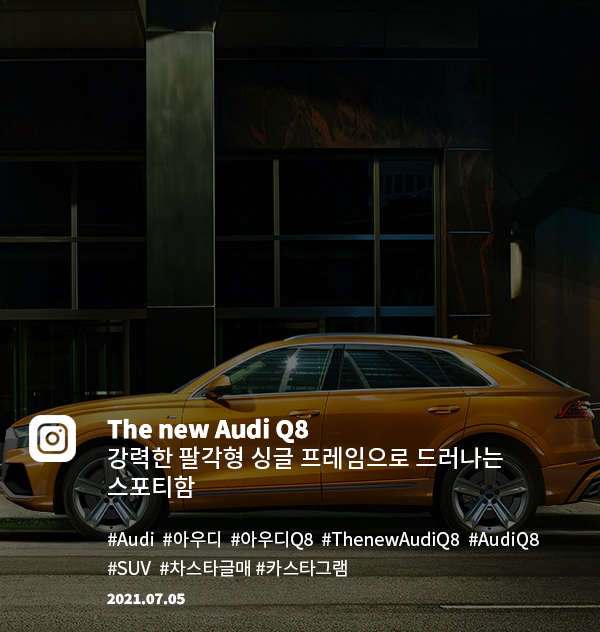 The new Audi Q8
강력한 팔각형 싱글 프레임으로 드러나는
스포티함
#Audi #아우디 #아우디Q8 #ThenewAudiQ8 #AudiQ8
#SUV #차스타글매 #카스타그램
2021.07.05